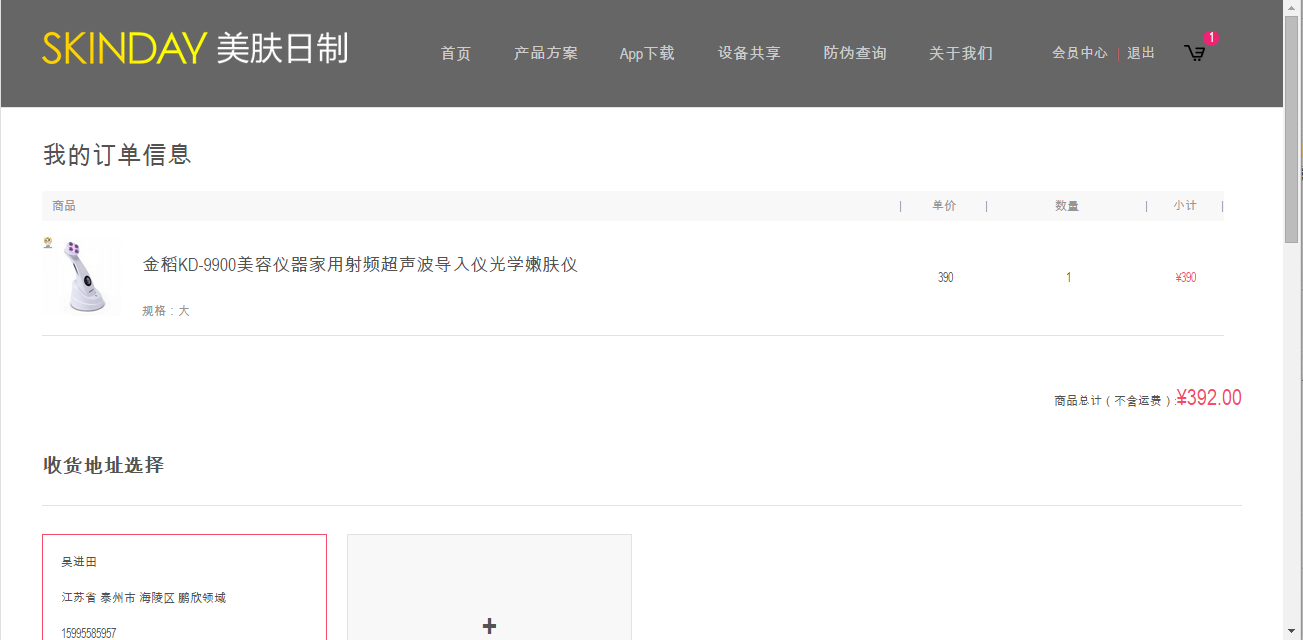 SKINDAY 美肤日制
首页 产品方案 App下载 设备共享 防伪查询 关于我们 会员中心 | 退出 1
我的订单信息
商品 | 单价 | 数量 | 小计 |
金稻KD-9900美容仪器家用射频超声波导入仪光学嫩肤仪
390 1 ¥390
规格：大
商品总计（不含运费）:¥392.00
收货地址选择
吴进田
江苏省 泰州市 海陵区 鹏欣领域
+
15995585957